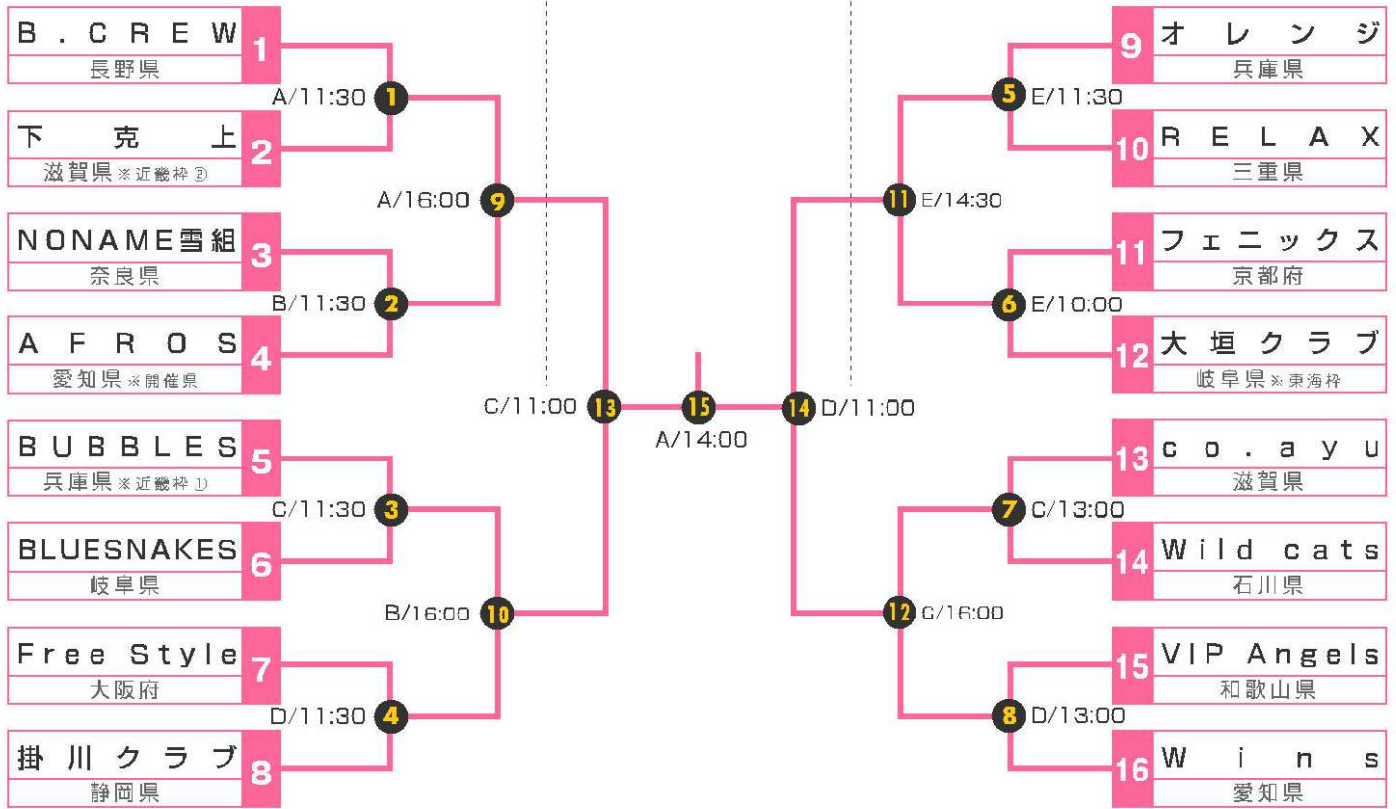 B.CREW
1
長野県
A/11:30
1
下克上
2
滋賀県※近畿枠②
A/16:00
9
NONAME雪組
3
奈良県
B/11:30
2
AFROS
4
愛知県※開催県
C/11:00
13
BUBBLES
5
兵庫県※近畿枠①
C/11:30
3
BLUESNAKES
6
岐阜県
B/16:00
10
Free Style
7
大阪府
D/11:30
4
掛川クラブ
8
静岡県
15
A/14:00
9
オレンジ
兵庫県
5
E/11:30
10
RELAX
三重県
11
E/14:30
11
フェニックス
京都府
6
E/10:00
12
大垣クラブ
岐阜県※東海枠
14
D/11:00
13
co.ayu
滋賀県
7
C/13:00
14
Wild cats
石川県
12
C/16:00
15
VIP Angels
和歌山県
8
D/13:00
16
Wins
愛知県